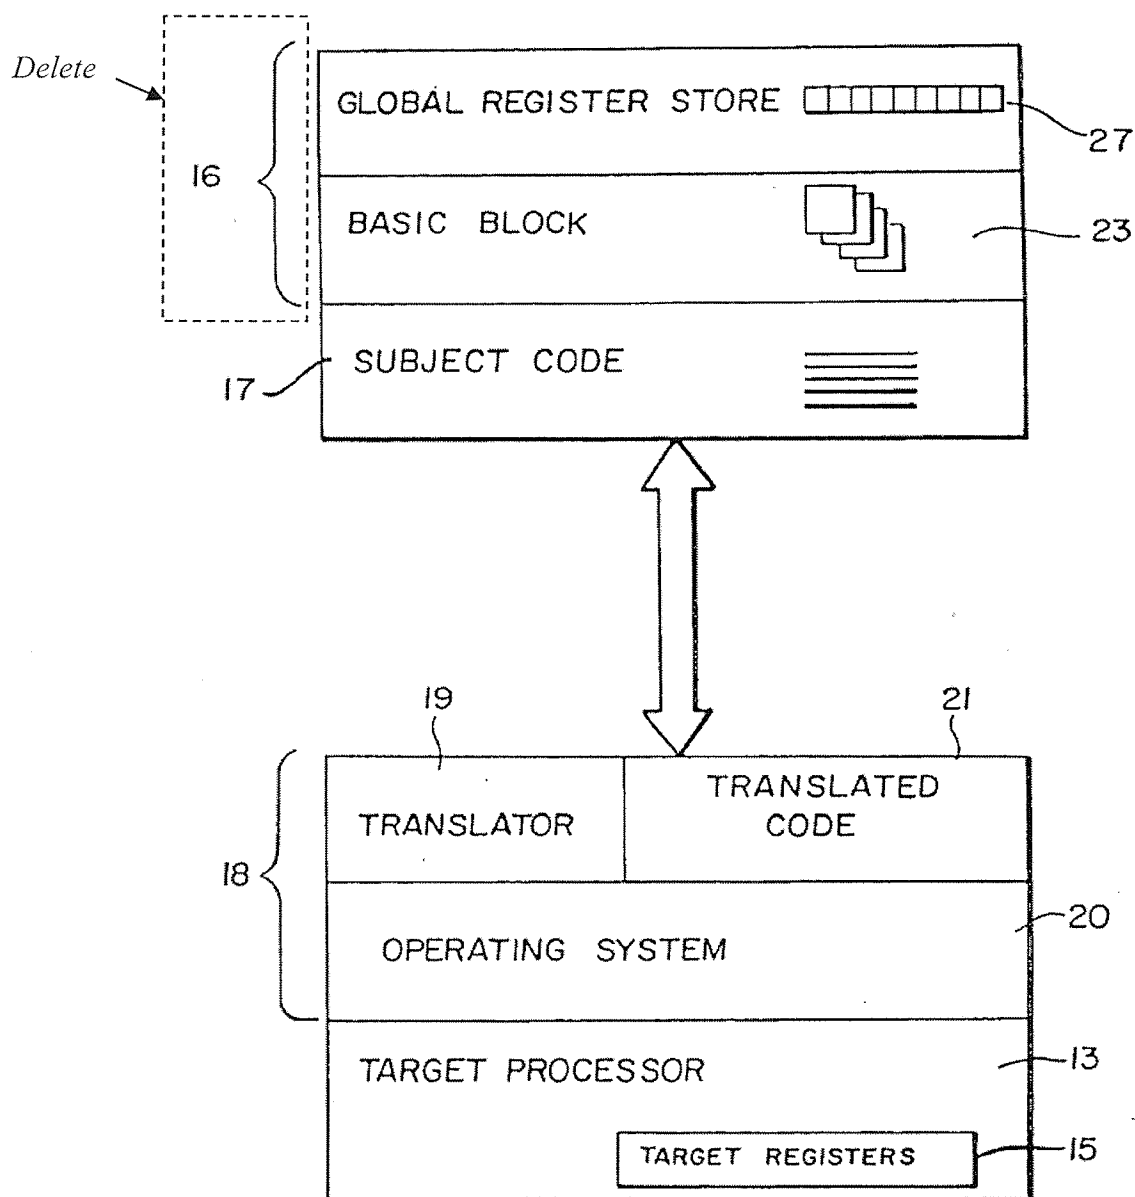 Delete
GLOBAL REGISTER STORE
27
16
BASIC BLOCK
23
SUBJECT CODE
17
19
21
TRANSLATOR
TRANSLATED
CODE
18
OPERATING SYSTEM
20
TARGET PROCESSOR
13
TARGET REGISTERS
15